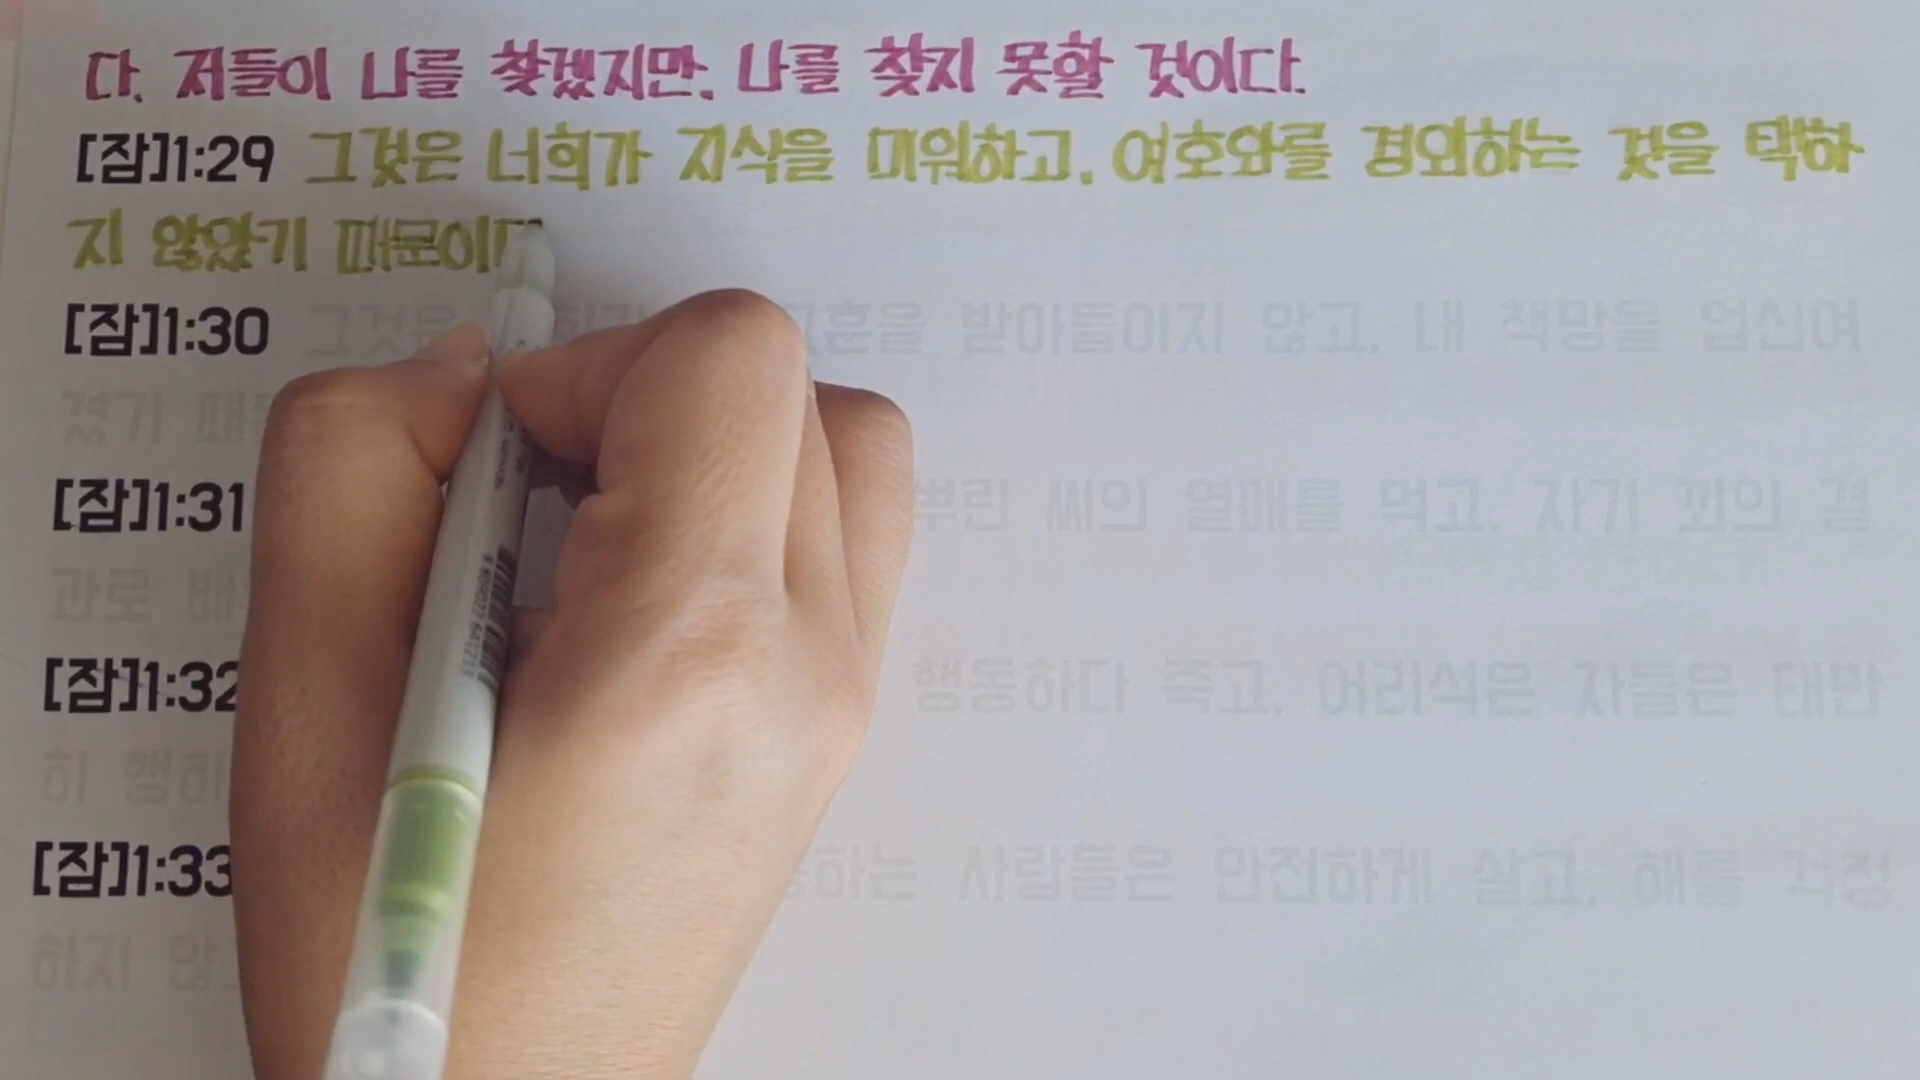 다. 저들이 나를 찾겠지만, 나를 찾지 못할 것이다.
[잠]1:29 그것은 너희가 지식을 미워하고, 여호와를 경외하는 것을 택하
지 않았기 때문이다
[잠]1:30 그것은 교훈을 받아들이지 않고, 내 책망을 업신여
겼기
[잠]1:31 뿌린 씨의 열매를 먹고, 자기 꾀의 결
과로
[잠]1:32 행동하다 죽고, 어리석은 자들은 태만
히
[잠]1:33 사람들은 안전하게 살고, 해를 걱정
하지